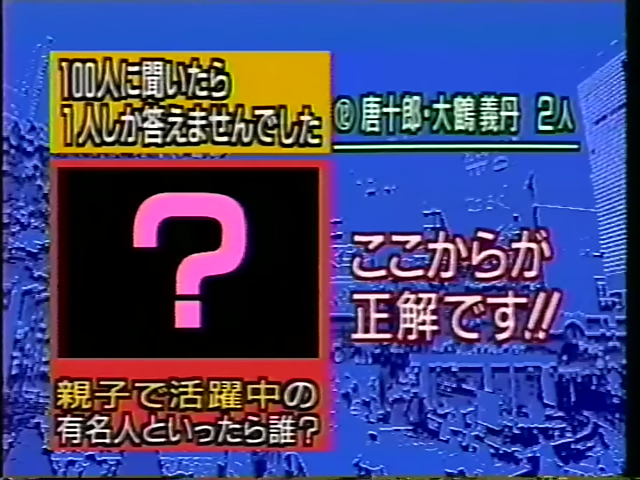 100人に聞いたら
1人しか答えませんでした
⑫唐十郎・大鶴義丹 2人
?
ここからが
正解です!!
親子で活躍中の
有名人といったら誰?